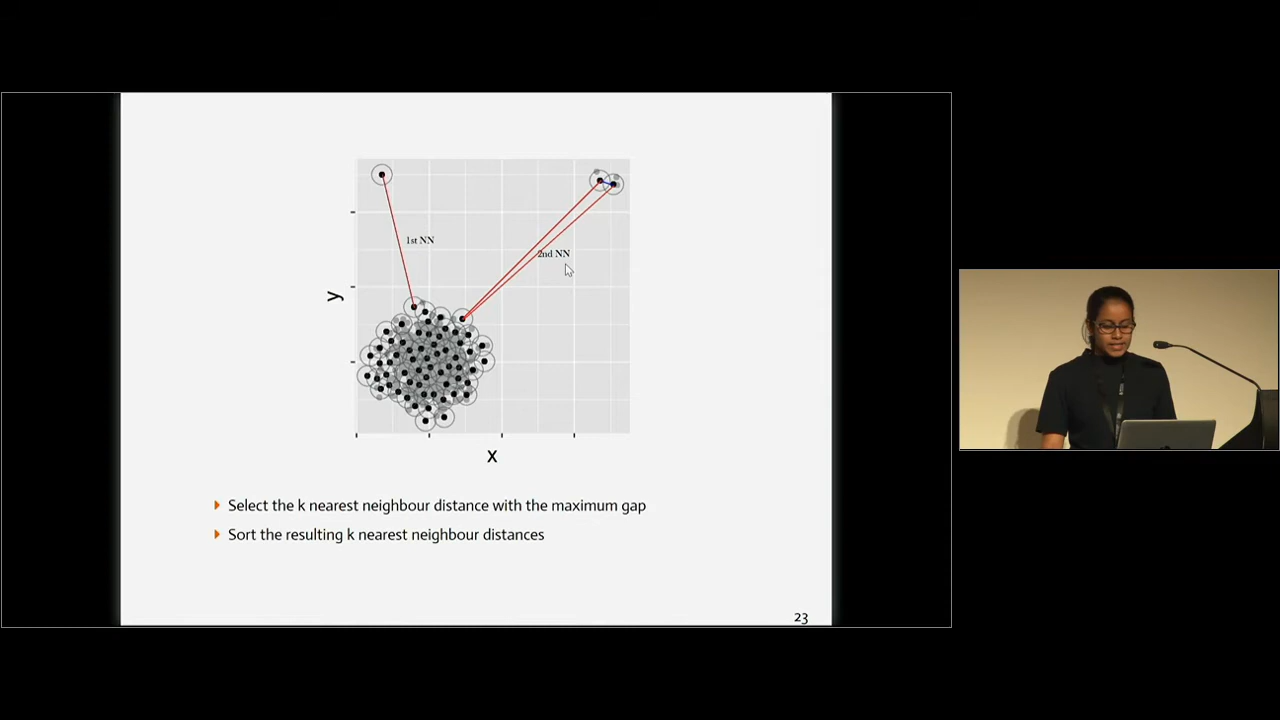 1st NN
2nd NN
y
x
Select the k nearest neighbour distance with the maximum gap
Sort the resulting k nearest neighbour distances
23